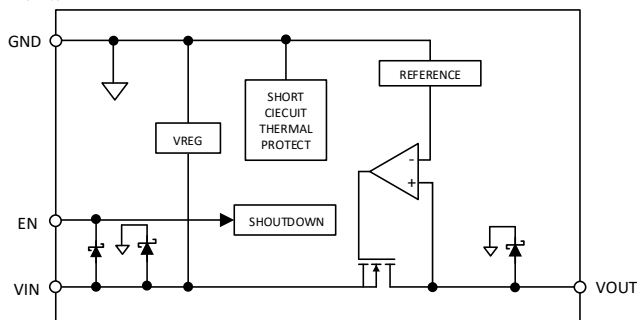 GND
REFERENCE
SHORT
CIECUIT
THERMAL
PROTECT
VREG
-
+
EN
SHOUTDOWN
VIN
VOUT